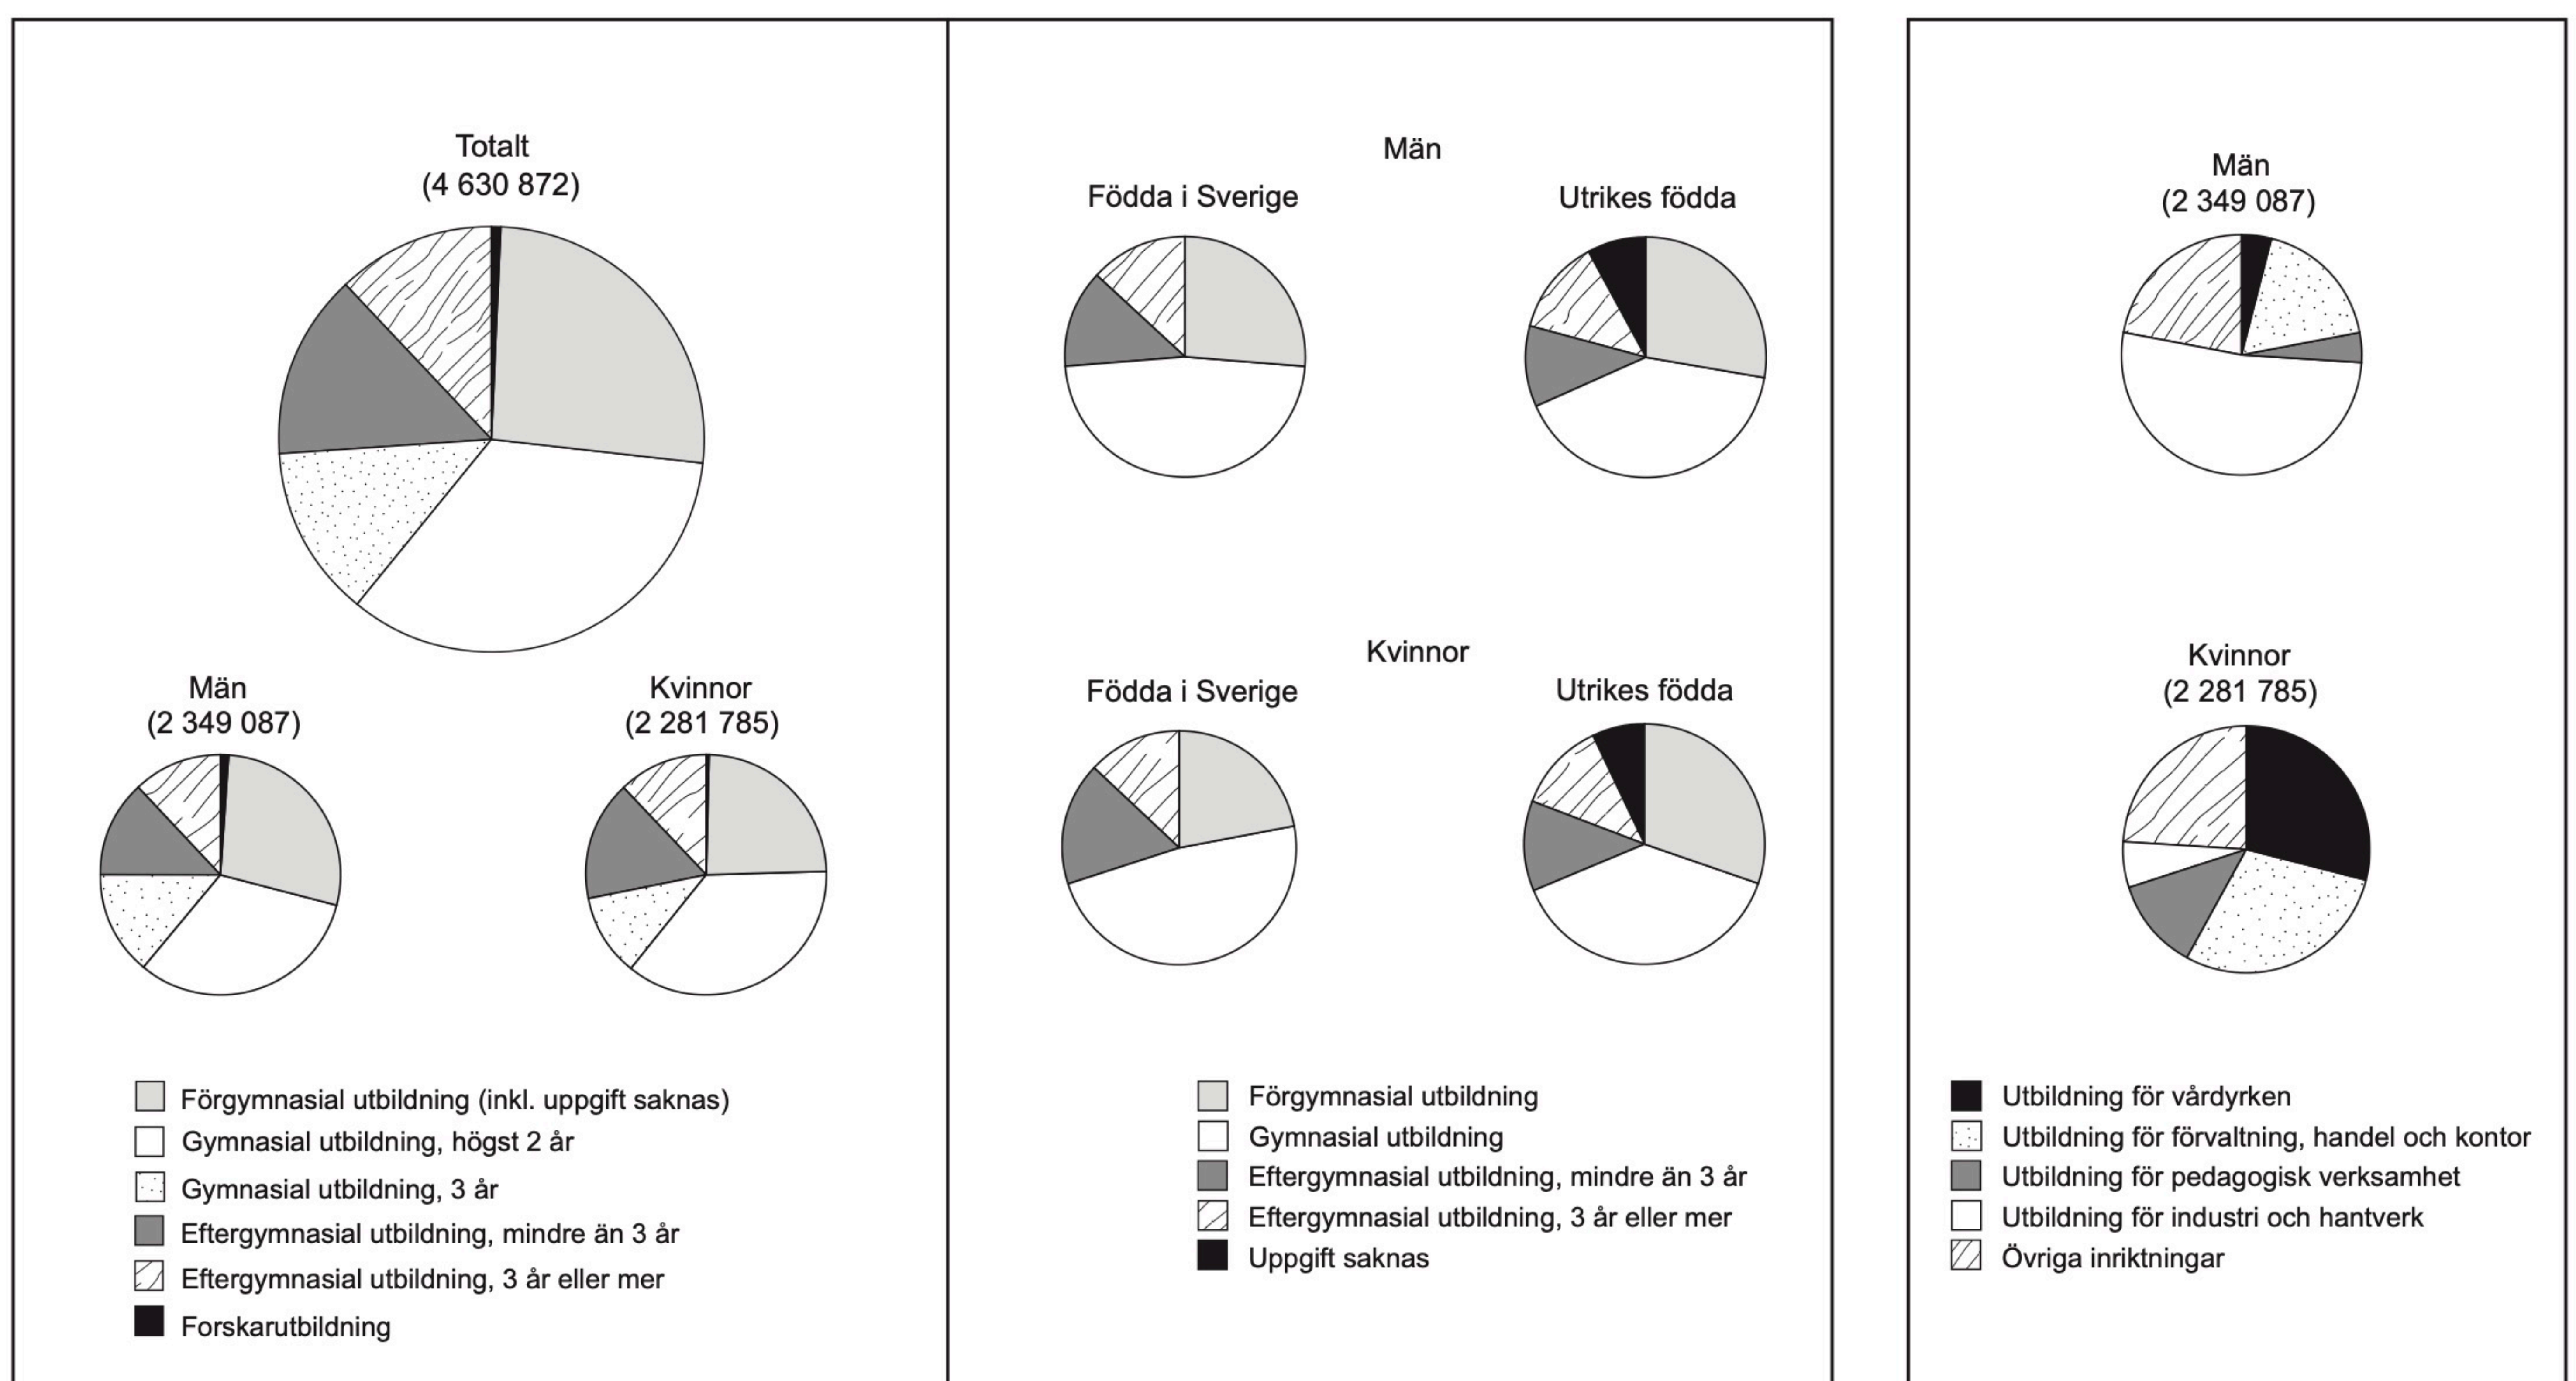 Totalt
(4 630 872)
Män
(2 349 087)
Kvinnor
(2 281 785)
Förgymnasial utbildning (inkl. uppgift saknas)
Gymnasial utbildning, högst 2 år
Gymnasial utbildning, 3 år
Eftergymnasial utbildning, mindre än 3 år
Eftergymnasial utbildning, 3 år eller mer
Forskarutbildning
Män
Födda i Sverige
Utrikes födda
Kvinnor
Födda i Sverige
Utrikes födda
Förgymnasial utbildning
Gymnasial utbildning
Eftergymnasial utbildning, mindre än 3 år
Eftergymnasial utbildning, 3 år eller mer
Uppgift saknas
Män
(2 349 087)
Kvinnor
(2 281 785)
Utbildning för vårdyrken
Utbildning för förvaltning, handel och kontor
Utbildning för pedagogisk verksamhet
Utbildning för industri och hantverk
Övriga inriktningar